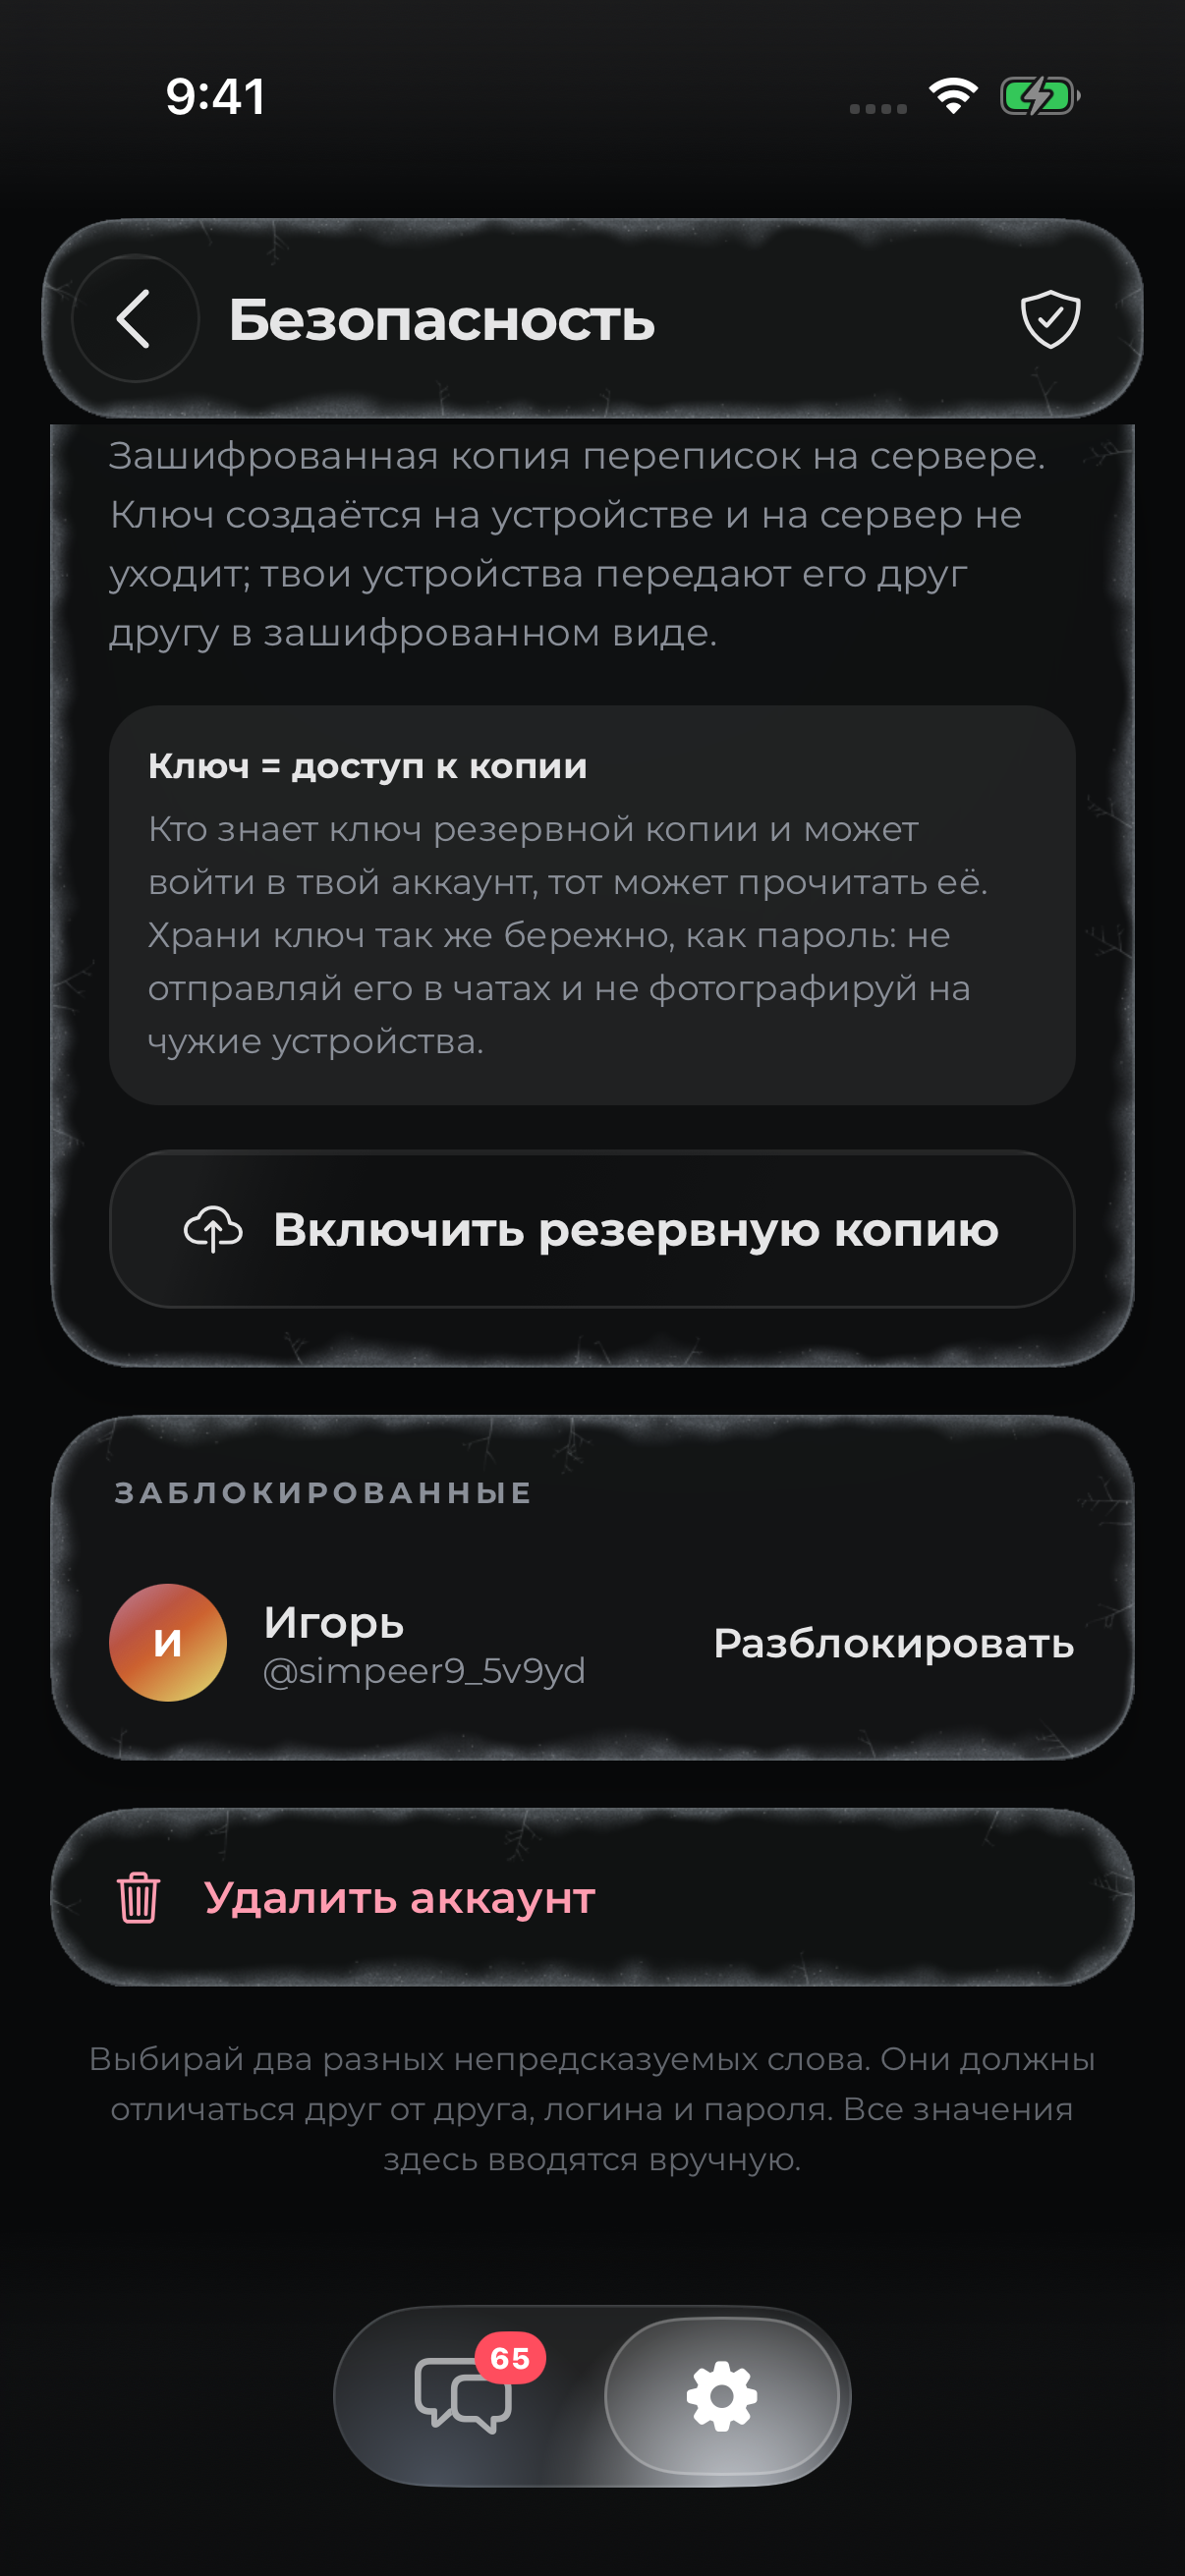 9:41
Безопасность
Зашифрованная копия переписок на сервере.
Ключ создаётся на устройстве и на сервер не
уходит; твои устройства передают его друг
другу в зашифрованном виде.
Ключ = доступ к копии
Кто знает ключ резервной копии и может
войти в твой аккаунт, тот может прочитать её.
Храни ключ так же бережно, как пароль: не
отправляй его в чатах и не фотографируй на
чужие устройства.
Включить резервную копию
ЗАБЛОКИРОВАННЫЕ
И
Игорь
@simpeer9_5v9yd
Разблокировать
Удалить аккаунт
Выбирай два разных непредсказуемых слова. Они должны
отличаться друг от друга, логина и пароля. Все значения
здесь вводятся вручную.
65